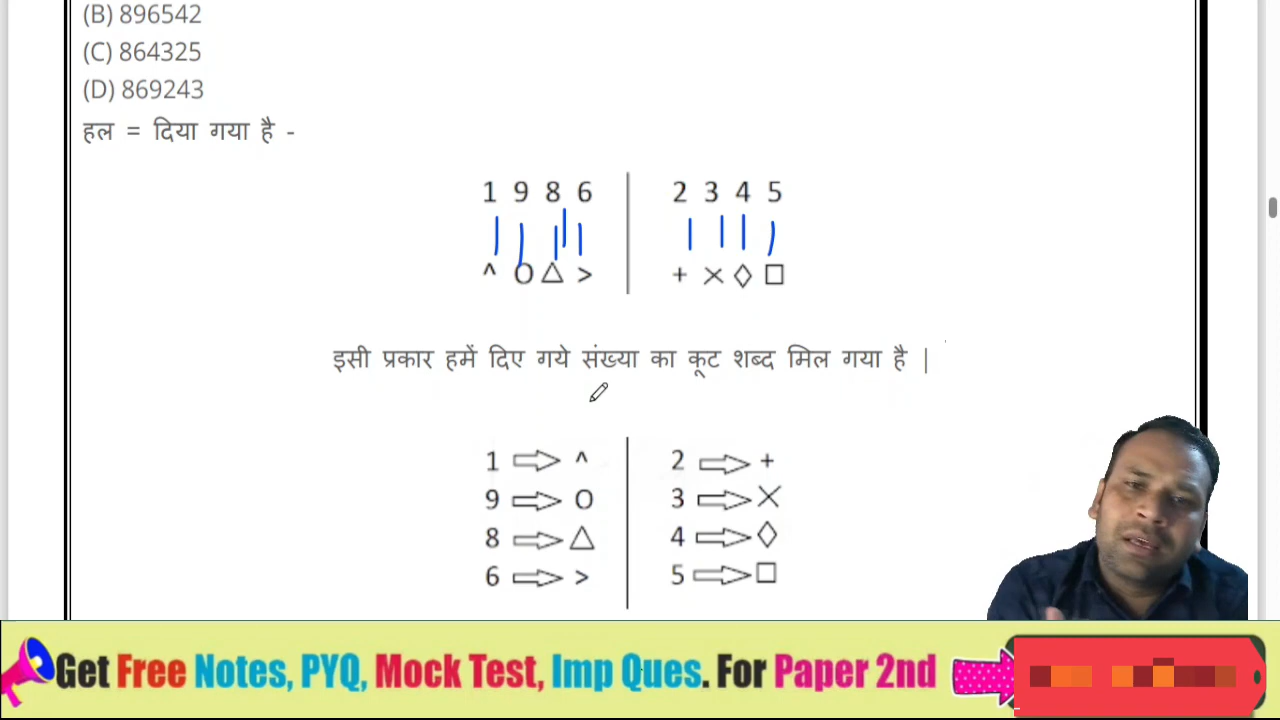 (B) 896542
(C) 864325
(D) 869243
हल = दिया गया है -
1 9 8 6 2 3 4 5
^ O △ > + × ◇ □
इसी प्रकार हमें दिए गये संख्या का कूट शब्द मिल गया है |
1 ⇨ ^ 2 ⇨ +
9 ⇨ O 3 ⇨ ×
8 ⇨ △ 4 ⇨ ◇
6 ⇨ > 5 ⇨ □
Get Free Notes, PYQ, Mock Test, Imp Ques. For Paper 2nd